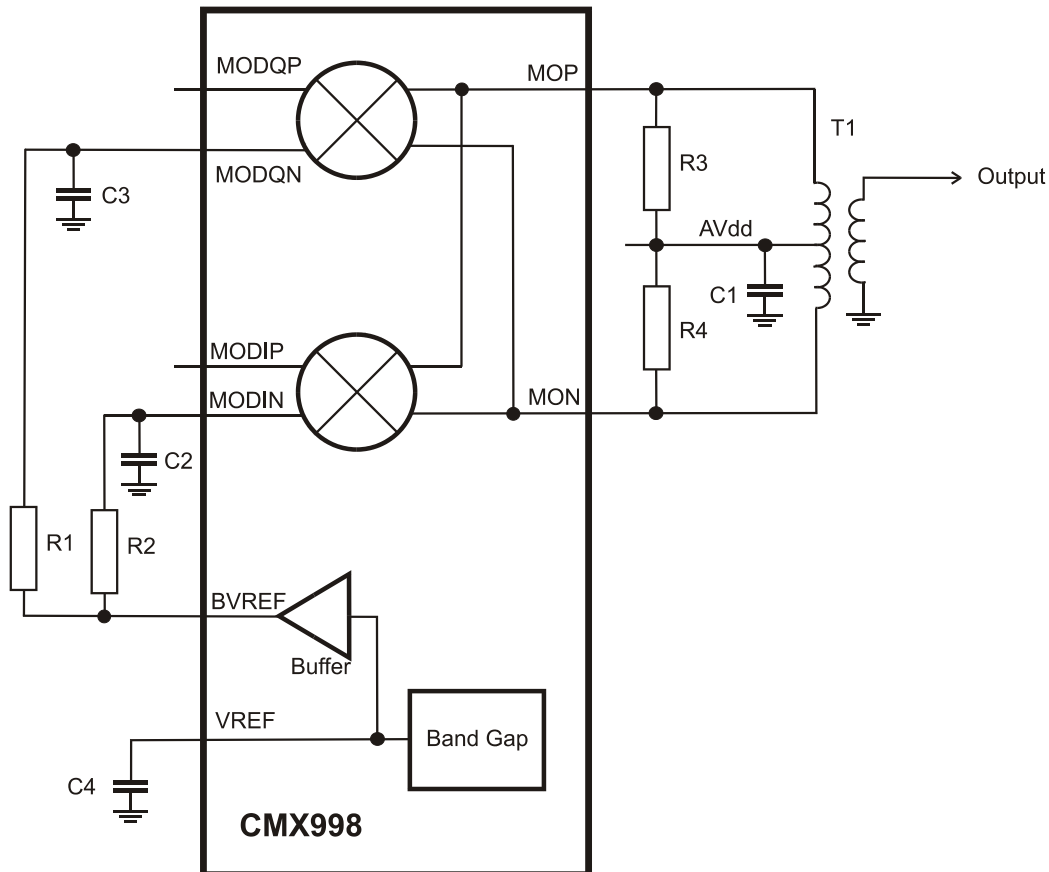 MODQP
MOP
T1
C3
MODQN
R3
Output
AVdd
C1
R4
MODIP
MODIN
MON
C2
R1
R2
BVREF
Buffer
VREF
Band Gap
C4
CMX998